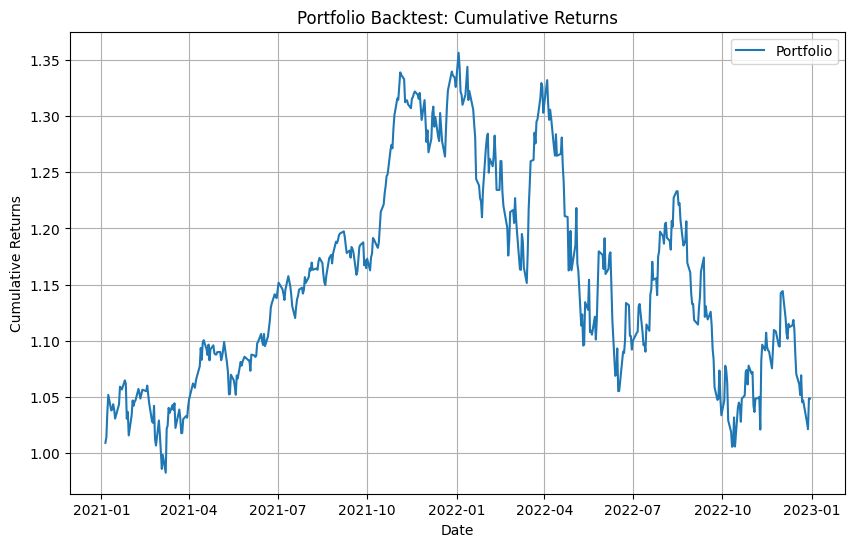 Portfolio Backtest: Cumulative Returns
Portfolio
Cumulative Returns
1.35
1.30
1.25
1.20
1.15
1.10
1.05
1.00
2021-01 2021-04 2021-07 2021-10 2022-01 2022-04 2022-07 2022-10 2023-01
Date